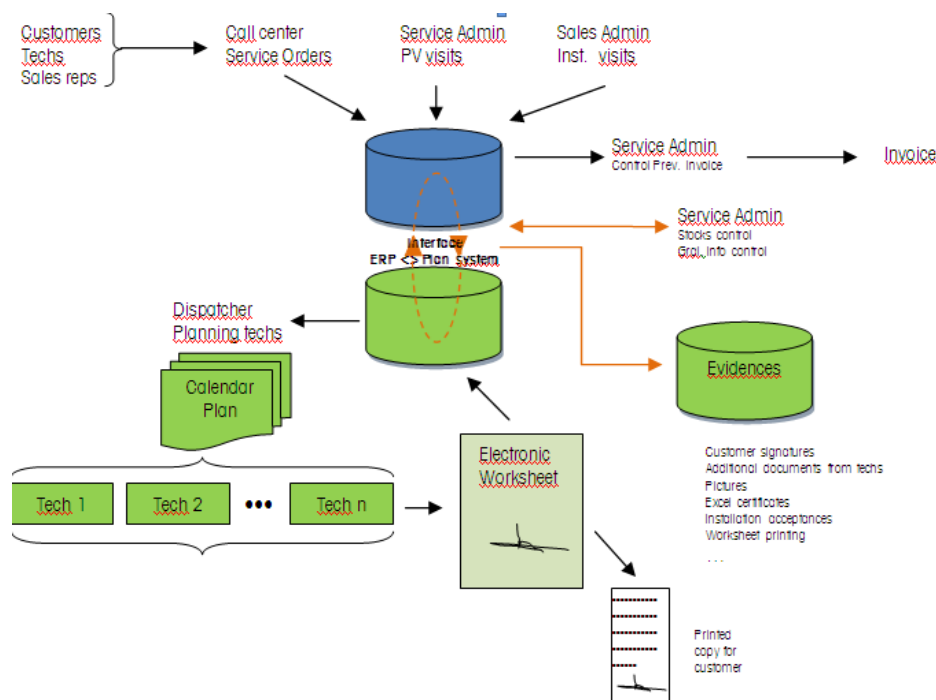 Customers
Techs
Sales reps
Call center
Service Orders
Service Admin
PV visits
Sales Admin
Inst. visits
Service Admin
Control Prev. Invoice
Invoice
Service Admin
Stocks control
Gral. Info control
Interface
ERP <> Plan system
Dispatcher
Planning techs
Calendar
Plan
Evidences
Customer signatures
Additional documents from techs
Pictures
Excel certificates
Installation acceptances
Worksheet printing
...
Electronic
Worksheet
Tech 1
Tech 2
•••
Tech n
Printed
copy for
customer